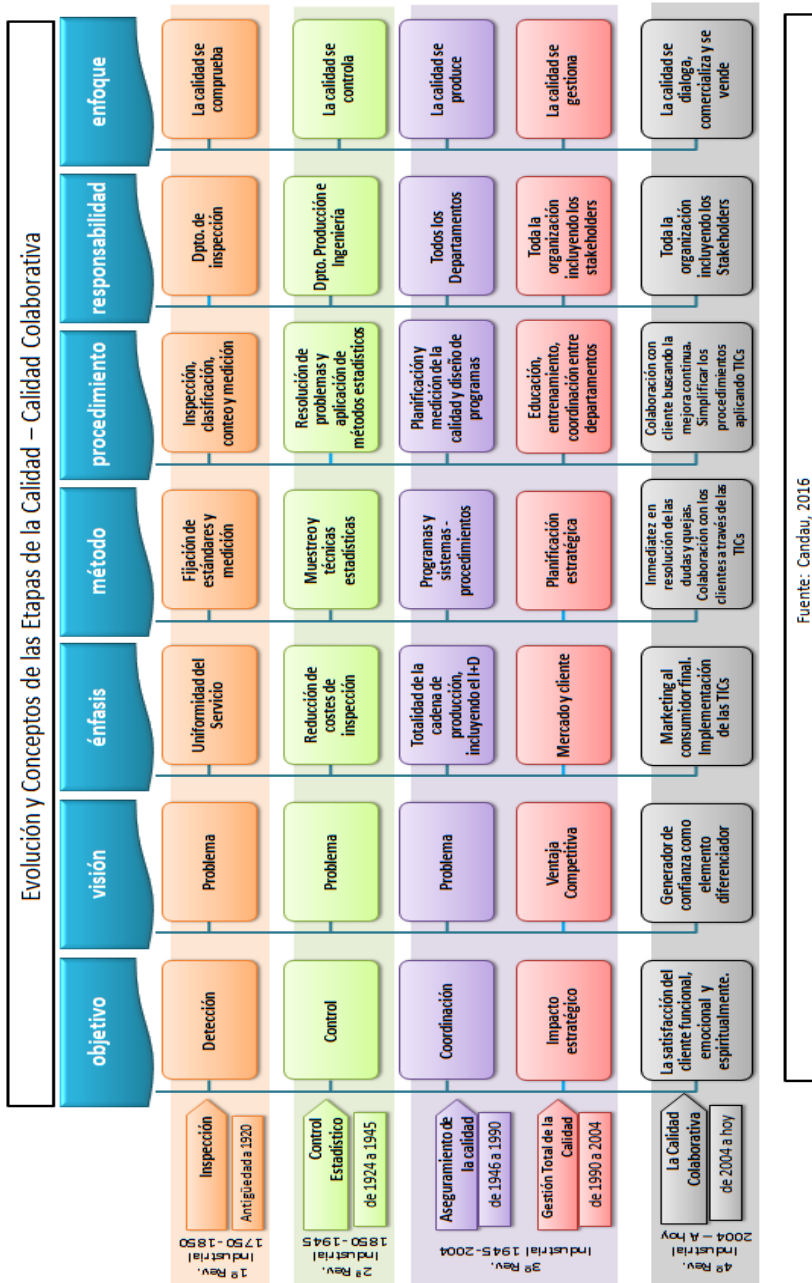 Evolución y Conceptos de las Etapas de la Calidad – Calidad Colaborativa
objetivo
visión
énfasis
método
procedimiento
responsabilidad
enfoque
1º Rev.
Industrial
1750-1850
Inspección
Antigüedad a 1920
Detección
Problema
Uniformidad del
Servicio
Fijación de
estándares y
medición
Inspección,
clasificación,
conteo y medición
Dpto. de
inspección
La calidad se
comprueba
2º Rev.
Industrial
1850-1945
Control
Estadístico
de 1924 a 1945
Control
Problema
Reducción de
costes de
inspección
Muestreo y
técnicas
estadísticas
Resolución de
problemas y
aplicación de
métodos estadísticos
Dpto. Producción e
Ingeniería
La calidad se
controla
3º Rev.
Industrial
1945-2004
Aseguramiento de
la calidad
de 1946 a 1990
Coordinación
Problema
Totalidad de la
cadena de
producción,
incluyendo el I+D
Programas y
sistemas -
procedimientos
Planificación y
medición de la
calidad y diseño de
programas
Todos los
Departamentos
La calidad se
produce
Gestión Total de la
Calidad
de 1990 a 2004
Impacto
estratégico
Ventaja
Competitiva
Mercado y cliente
Planificación
estratégica
Educación,
entrenamiento,
coordinación entre
departamentos
Toda la
organización
incluyendo los
stakeholders
La calidad se
gestiona
4º Rev.
Industrial
2004 – A hoy
La Calidad
Colaborativa
de 2004 a hoy
La satisfacción del
cliente funcional,
emocional y
espiritualmente.
Generador de
confianza como
elemento
diferenciador
Marketing al
consumidor final.
Implementación
de las TICs
Inmediatez en
resolución de las
dudas y quejas.
Colaboración con los
clientes a través de las
TICs
Colaboración con
cliente buscando la
mejora continua.
Simplificar los
procedimientos
aplicando TICs
Toda la
organización
incluyendo los
Stakeholders
La calidad se
dialoga,
comercializa y se
vende
Fuente: Candau, 2016